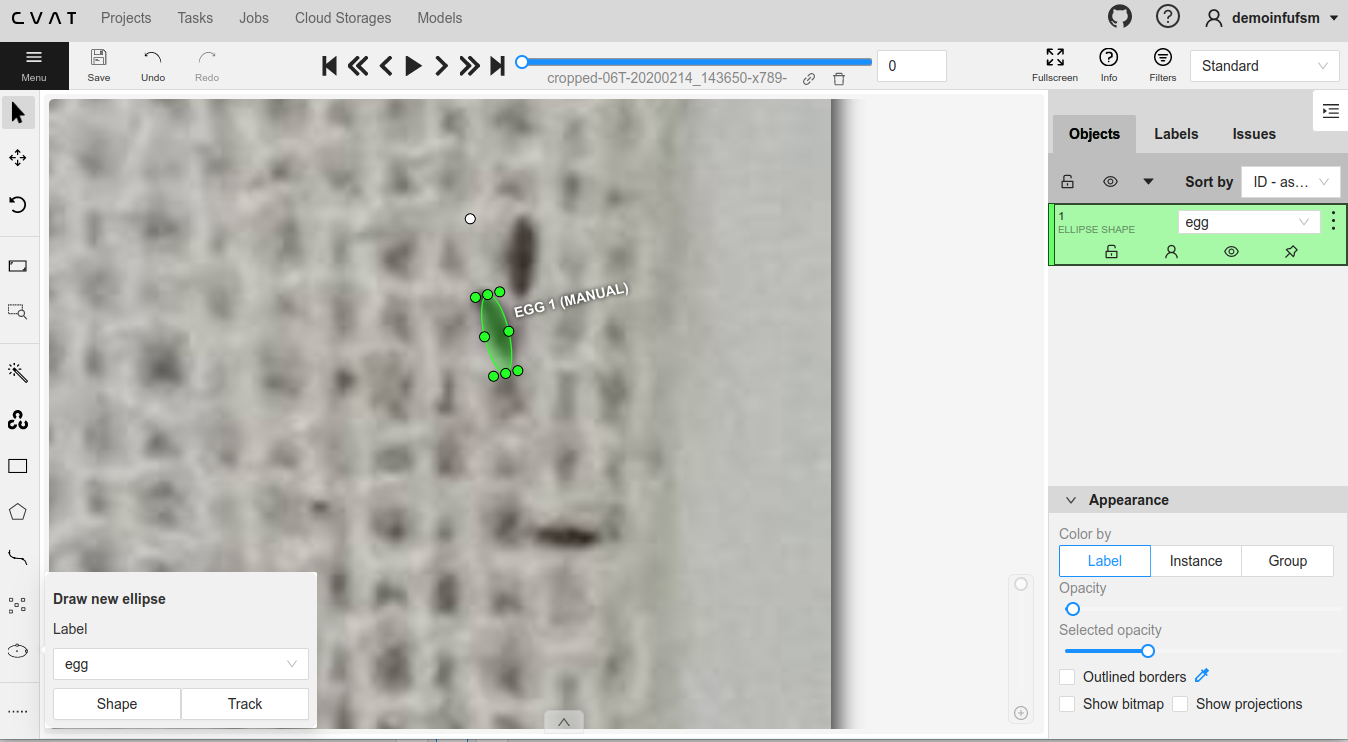 CVAT Projects Tasks Jobs Cloud Storages Models demoinfufsm
Menu Save Undo Redo 0 Fullscreen Info Filters Standard
cropped-06T-20200214_143650-x789-
Objects Labels Issues
Sort by ID - as...
1 egg
ELLIPSE SHAPE
EGG 1 (MANUAL)
Appearance
Color by
Label Instance Group
Opacity
Selected opacity
Outlined borders
Show bitmap Show projections
Draw new ellipse
Label
egg
Shape Track